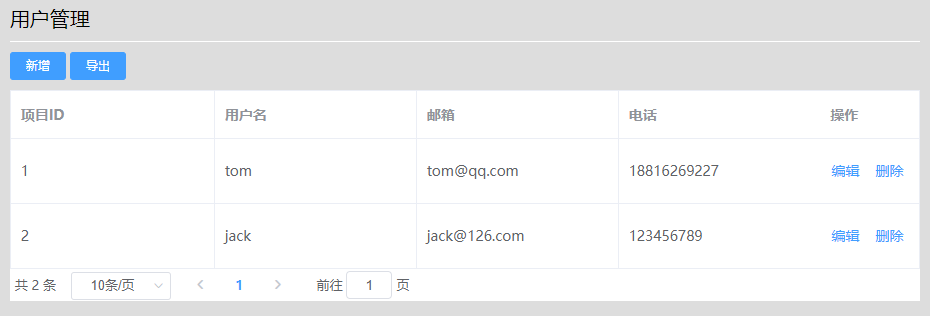 用户管理
新增 导出
项目ID 用户名 邮箱 电话 操作
1 tom tom@qq.com 18816269227 编辑 删除
2 jack jack@126.com 123456789 编辑 删除
共 2 条 10条/页 1 前往 1 页